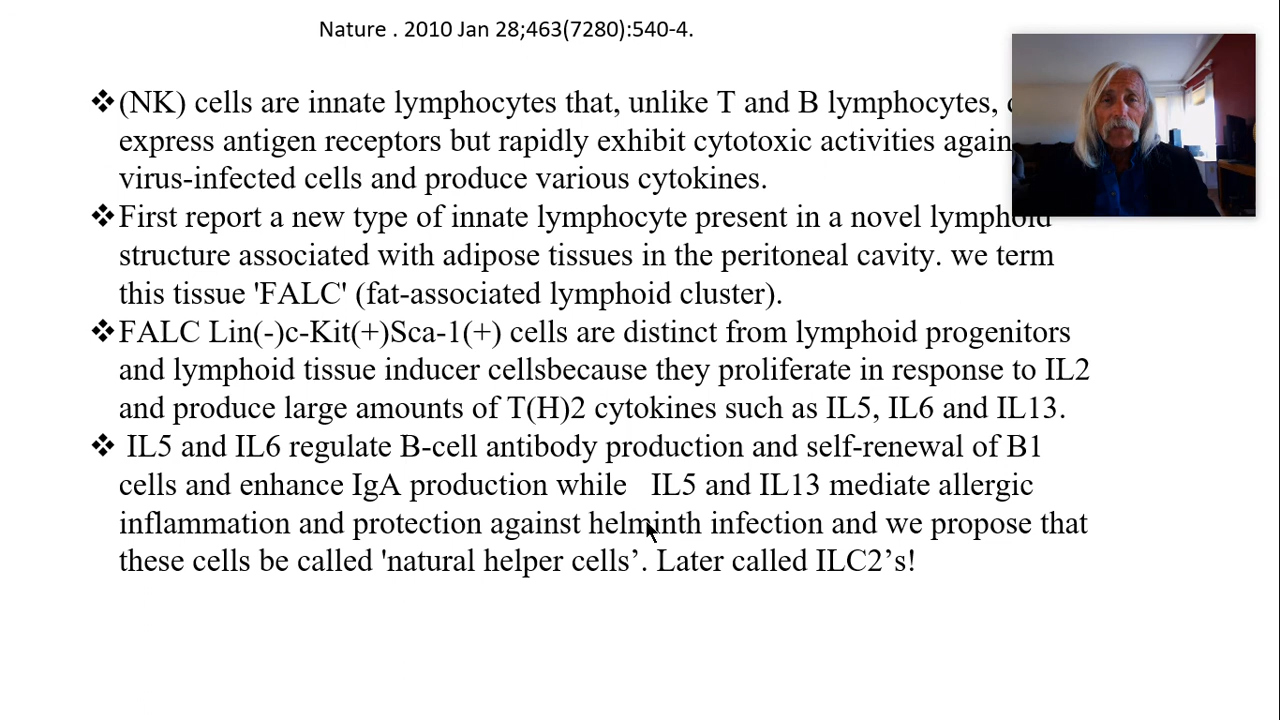 Nature . 2010 Jan 28;463(7280):540-4.
❖(NK) cells are innate lymphocytes that, unlike T and B lymphocytes,
express antigen receptors but rapidly exhibit cytotoxic activities
virus-infected cells and produce various cytokines.
❖First report a new type of innate lymphocyte present in a novel lymphoid
structure associated with adipose tissues in the peritoneal cavity. we term
this tissue 'FALC' (fat-associated lymphoid cluster).
❖FALC Lin(-)c-Kit(+)Sca-1(+) cells are distinct from lymphoid progenitors
and lymphoid tissue inducer cellsbecause they proliferate in response to IL2
and produce large amounts of T(H)2 cytokines such as IL5, IL6 and IL13.
❖ IL5 and IL6 regulate B-cell antibody production and self-renewal of B1
cells and enhance IgA production while   IL5 and IL13 mediate allergic
inflammation and protection against helminth infection and we propose that
these cells be called 'natural helper cells’. Later called ILC2’s!